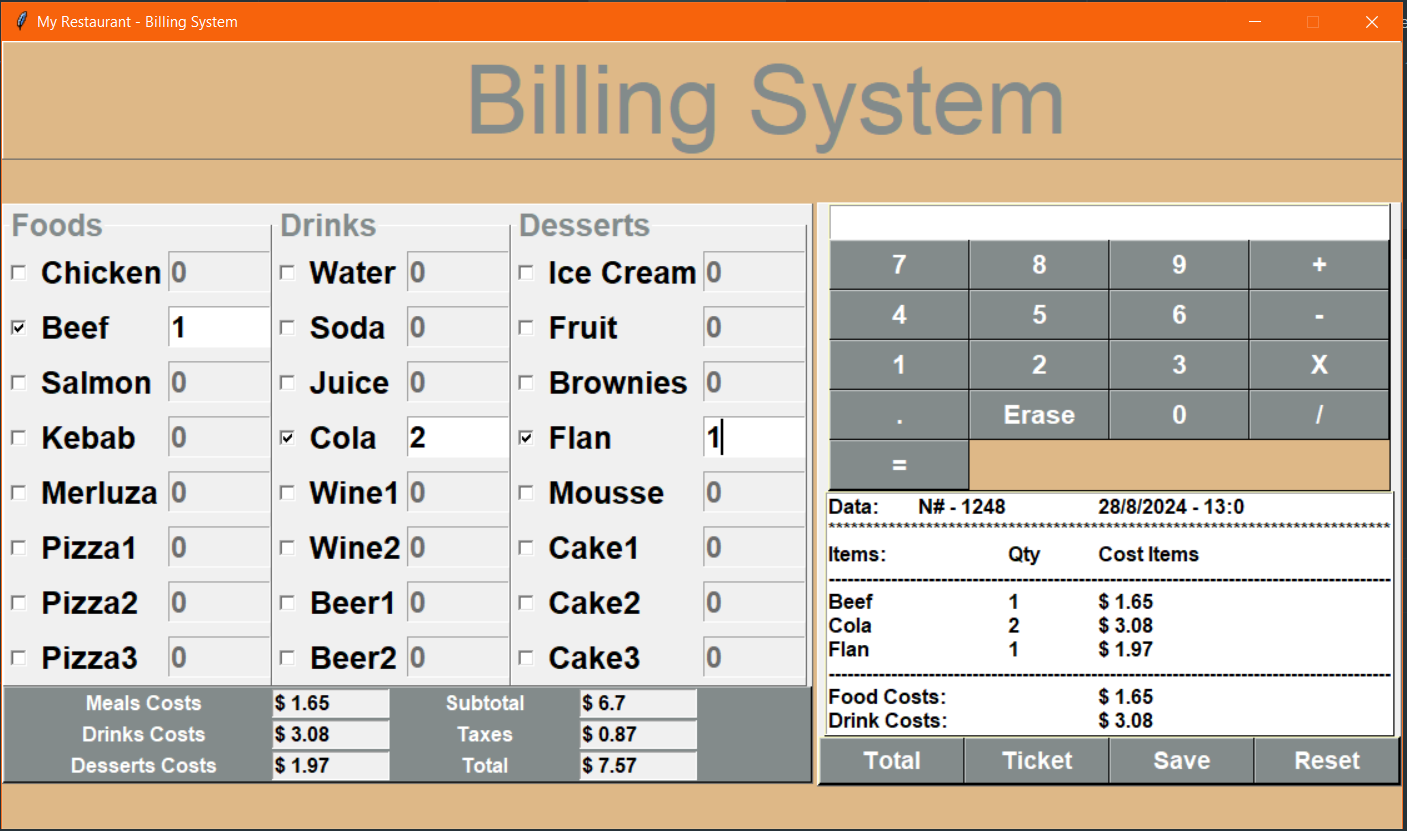 My Restaurant - Billing System
Billing System
Foods Drinks Desserts
Chicken 0 Water 0 Ice Cream 0
Beef 1 Soda 0 Fruit 0
Salmon 0 Juice 0 Brownies 0
Kebab 0 Cola 2 Flan 1
Merluza 0 Wine1 0 Mousse 0
Pizza1 0 Wine2 0 Cake1 0
Pizza2 0 Beer1 0 Cake2 0
Pizza3 0 Beer2 0 Cake3 0
Meals Costs $ 1.65 Subtotal $ 6.7
Drinks Costs $ 3.08 Taxes $ 0.87
Desserts Costs $ 1.97 Total $ 7.57
7 8 9 +
4 5 6 -
1 2 3 X
. Erase 0 /
=
Data: N# - 1248 28/8/2024 - 13:0
Items: Qty Cost Items
Beef 1 $ 1.65
Cola 2 $ 3.08
Flan 1 $ 1.97
Food Costs: $ 1.65
Drink Costs: $ 3.08
Total Ticket Save Reset